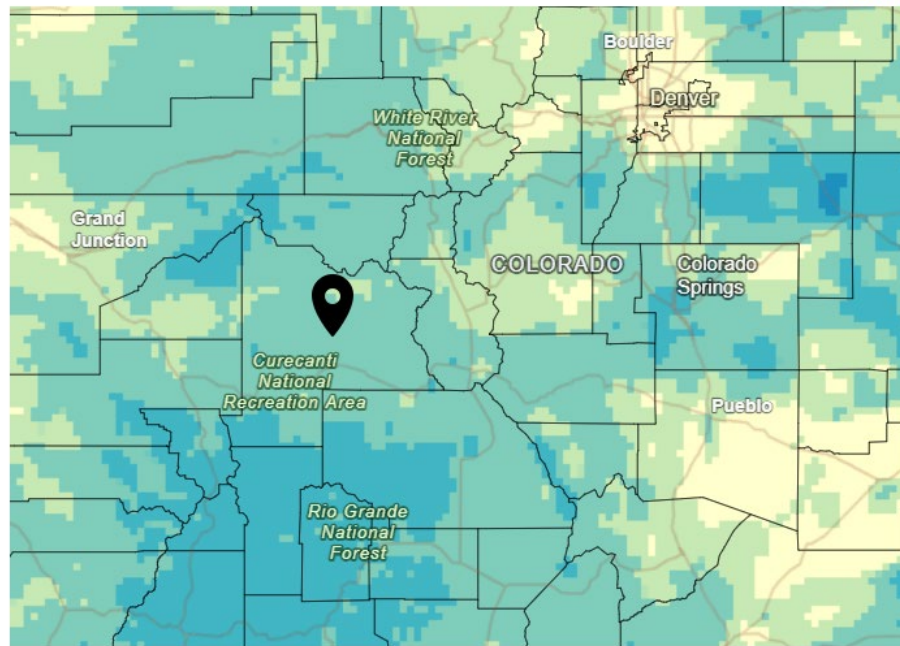 Boulder
Denver
White River
National
Forest
Grand
Junction
COLORADO
Colorado
Springs
Curecanti
National
Recreation Area
Pueblo
Rio Grande
National
Forest